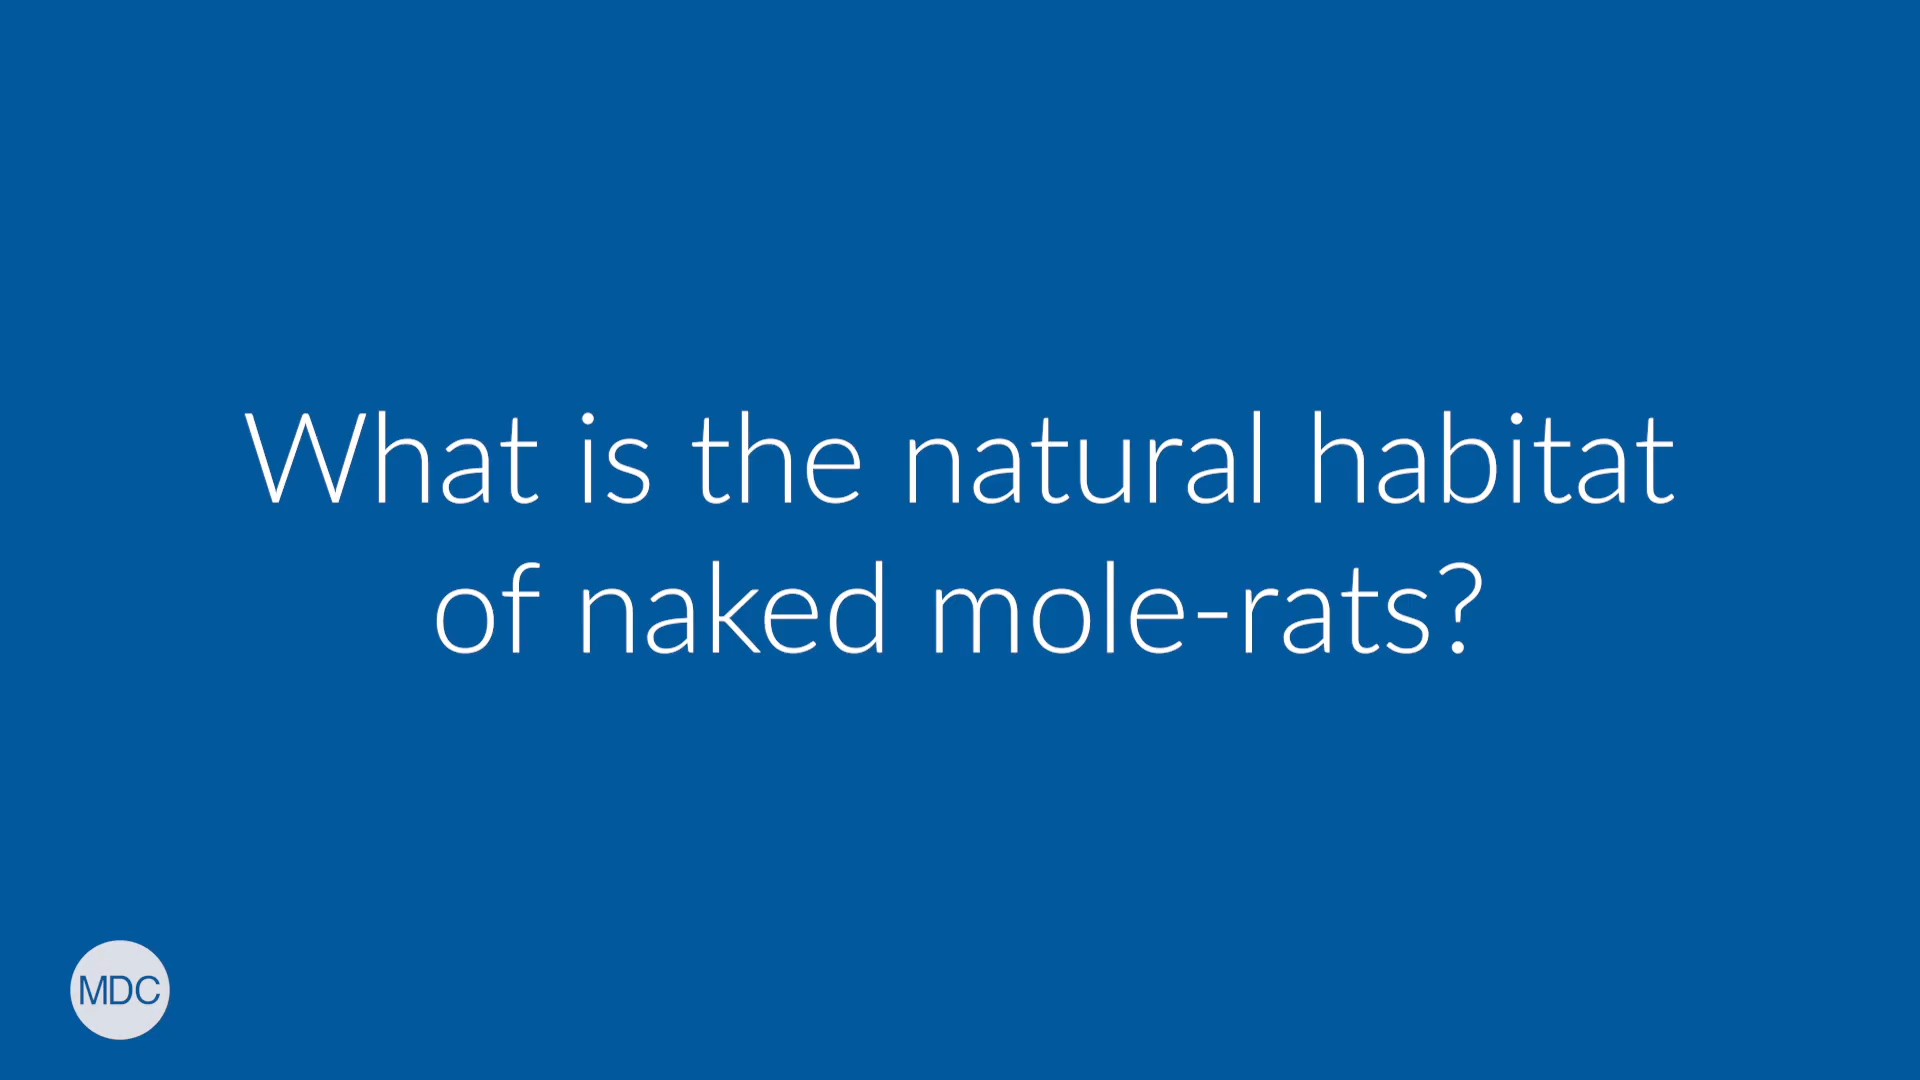 What is the natural habitat
of naked mole-rats?
MDC